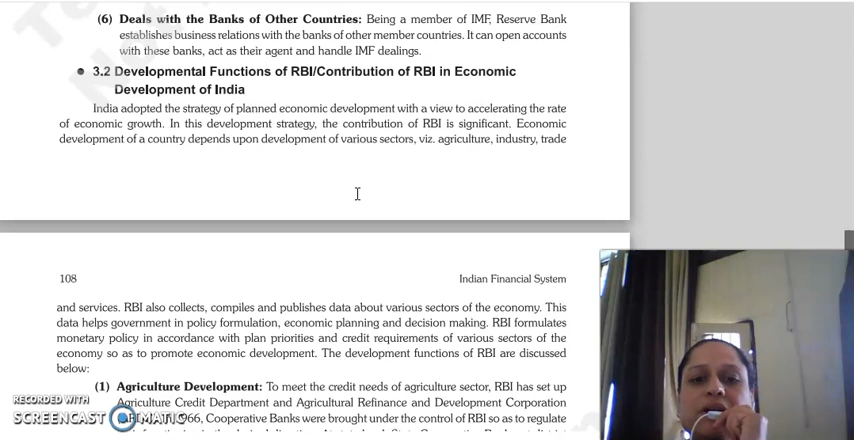 (6) Deals with the Banks of Other Countries: Being a member of IMF, Reserve Bank
establishes business relations with the banks of other member countries. It can open accounts
with these banks, act as their agent and handle IMF dealings.
• 3.2 Developmental Functions of RBI/Contribution of RBI in Economic
Development of India
India adopted the strategy of planned economic development with a view to accelerating the rate
of economic growth. In this development strategy, the contribution of RBI is significant. Economic
development of a country depends upon development of various sectors, viz. agriculture, industry, trade
108 Indian Financial System
and services. RBI also collects, compiles and publishes data about various sectors of the economy. This
data helps government in policy formulation, economic planning and decision making. RBI formulates
monetary policy in accordance with plan priorities and credit requirements of various sectors of the
economy so as to promote economic development. The development functions of RBI are discussed
below:
(1) Agriculture Development: To meet the credit needs of agriculture sector, RBI has set up
Agriculture Credit Department and Agricultural Refinance and Development Corporation
966, Cooperative Banks were brought under the control of RBI so as to regulate
RECORDED WITH
SCREENCAST MATIC